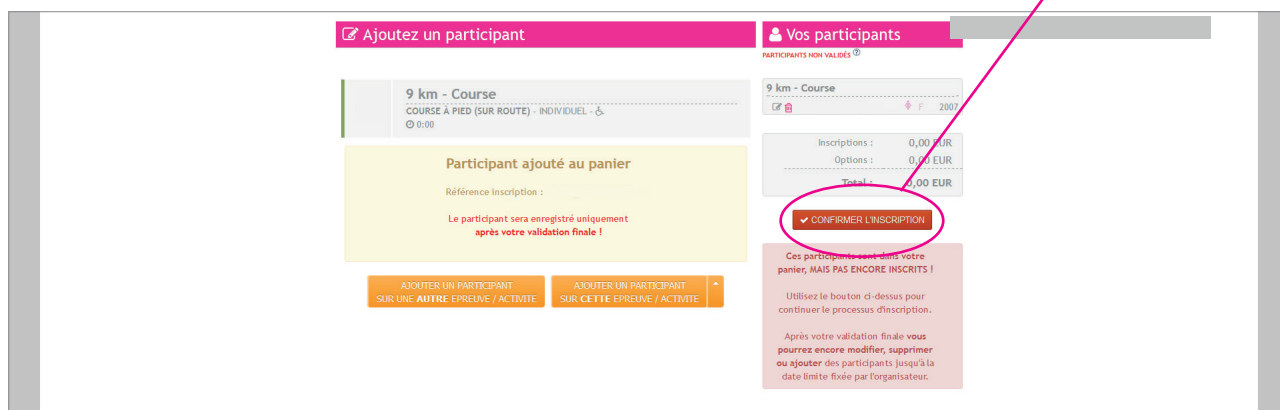 Ajoutez un participant
9 km - Course
COURSE À PIED (SUR ROUTE) - INDIVIDUEL -
0:00
Participant ajouté au panier
Référence inscription :
Le participant sera enregistré uniquement
après votre validation finale !
AJOUTER UN PARTICIPANT
SUR UNE AUTRE EPREUVE / ACTIVITE
AJOUTER UN PARTICIPANT
SUR CETTE EPREUVE / ACTIVITE
Vos participants
PARTICIPANTS NON VALIDÉS ?
9 km - Course
F 2007
Inscriptions : 0,00 EUR
Options : 0,00 EUR
Total : 0,00 EUR
CONFIRMER L'INSCRIPTION
Ces participants sont dans votre
panier, MAIS PAS ENCORE INSCRITS !
Utilisez le bouton ci-dessus pour
continuer le processus d'inscription.
Après votre validation finale vous
pourrez encore modifier, supprimer
ou ajouter des participants jusqu'à la
date limite fixée par l'organisateur.